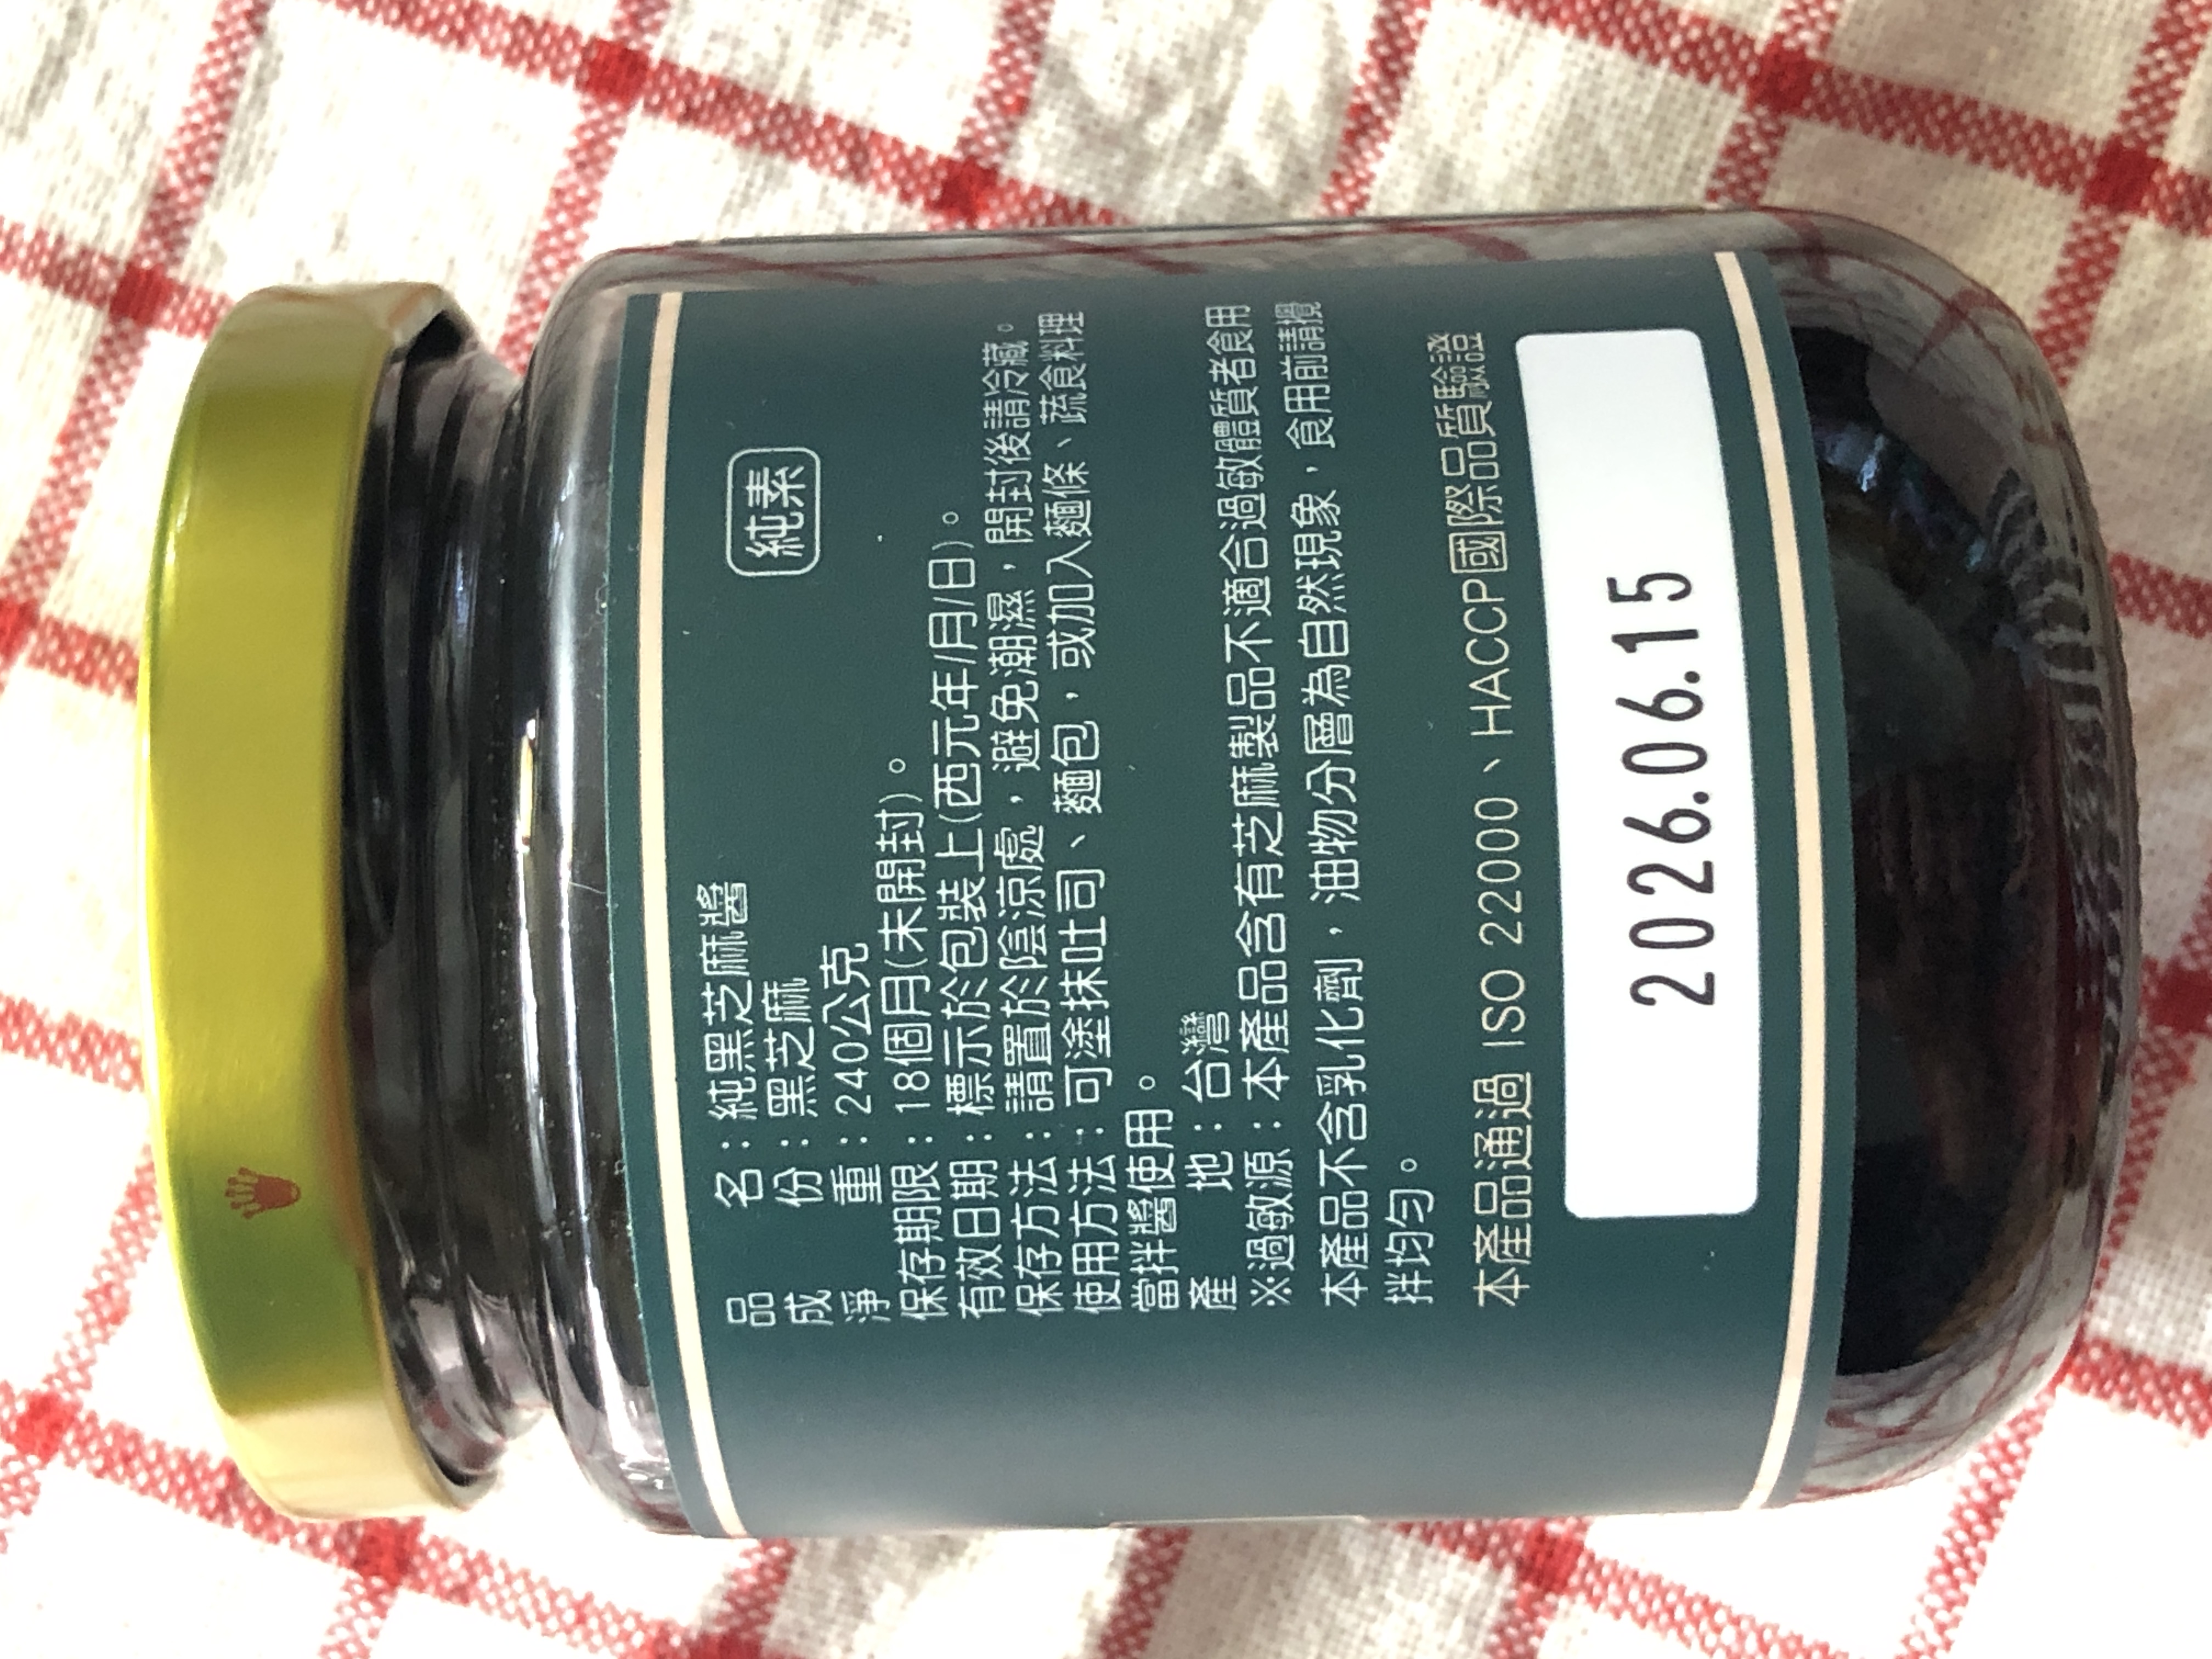 純素
品名：純黑芝麻醬
成份：黑芝麻
淨重：240公克
保存期限：18個月(未開封)。
有效日期：標示於包裝上(西元年/月/日)。
保存方法：請置於陰涼處，避免潮濕，開封後請冷藏。
使用方法：可塗抹吐司、麵包，或加入麵條、蔬食料理
當拌醬使用。
產地：台灣
※過敏源：本產品含有芝麻製品不適合過敏體質者食用
本產品不含乳化劑，油物分層為自然現象，食用前請攪
拌均勻。
本產品通過 ISO 22000、HACCP國際品質驗證
2026.06.15